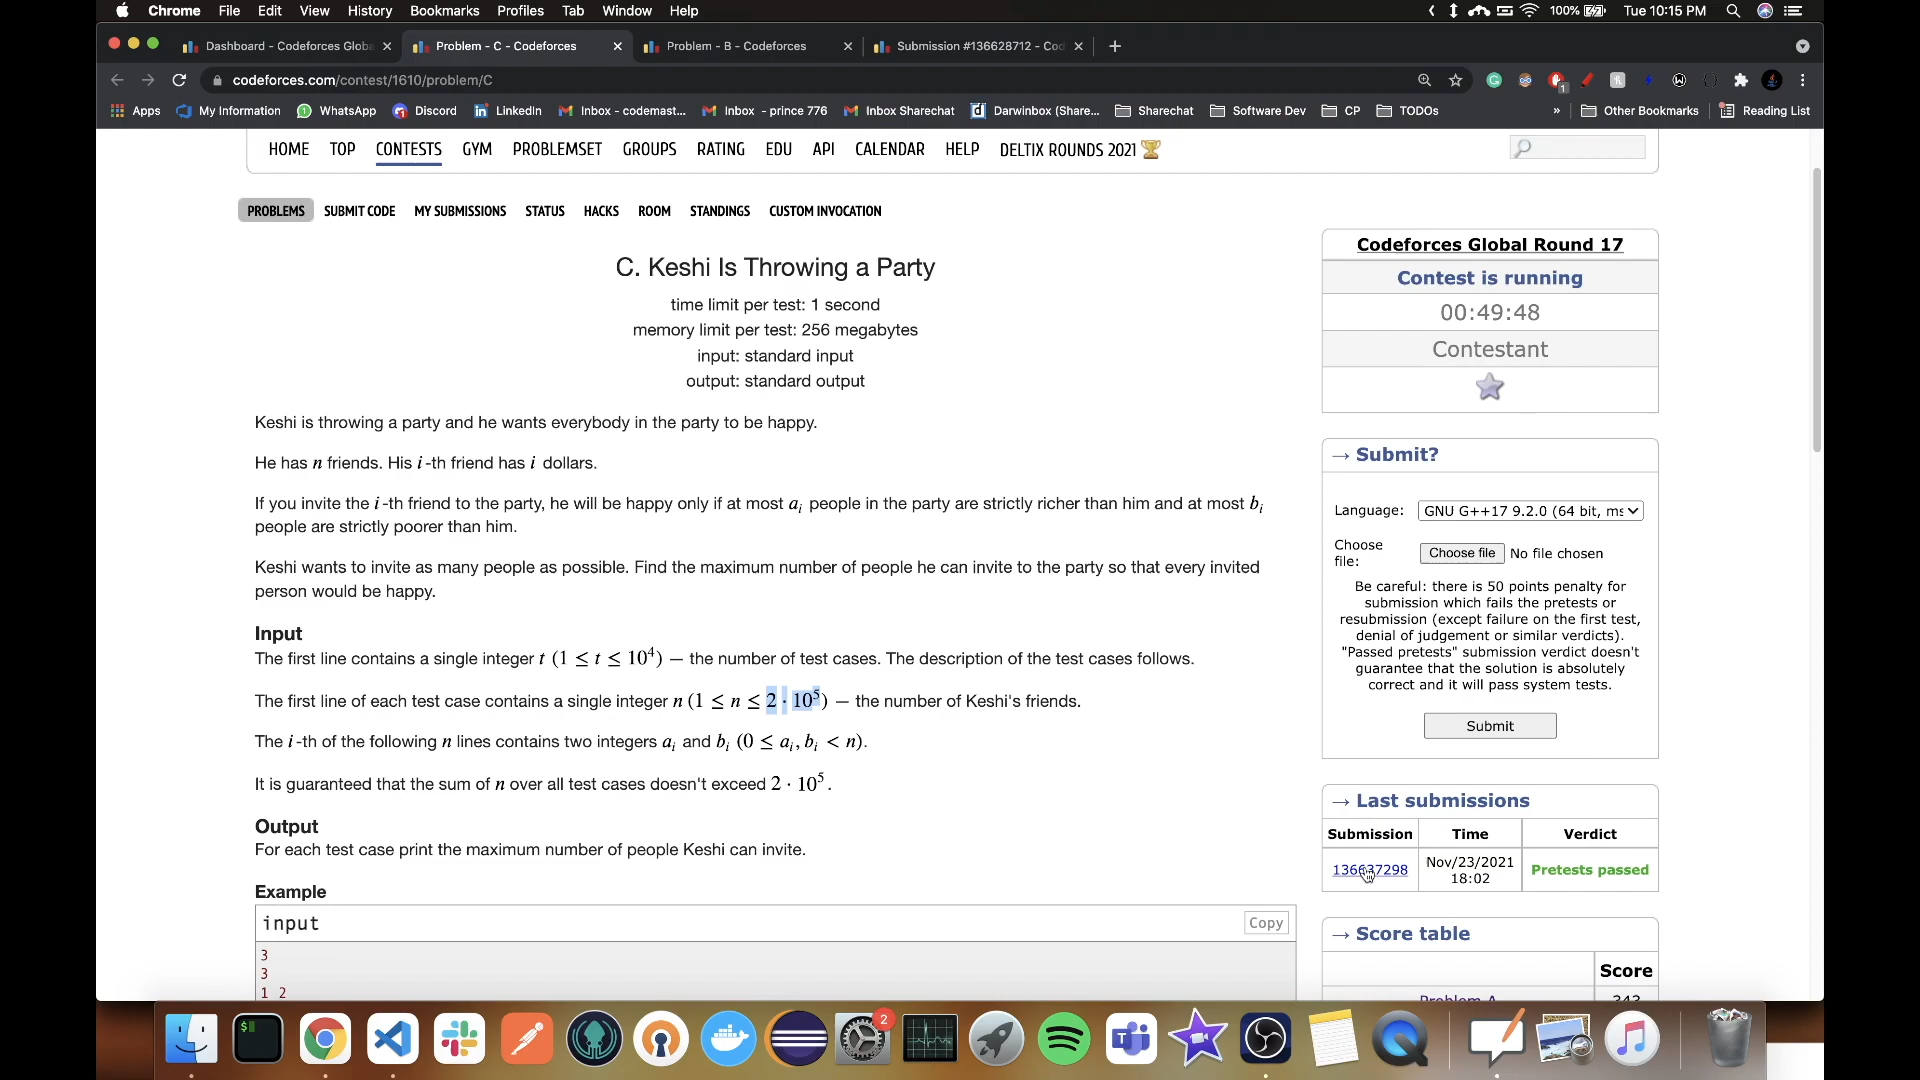 Chrome File Edit View History Bookmarks Profiles Tab Window Help
100% Tue 10:15 PM
Dashboard - Codeforces Globa
Problem - C - Codeforces
Problem - B - Codeforces
Submission #136628712 - Cod
codeforces.com/contest/1610/problem/C
Apps My Information WhatsApp Discord LinkedIn Inbox - codemast... Inbox - prince 776 Inbox Sharechat Darwinbox (Share... Sharechat Software Dev CP TODOs » Other Bookmarks Reading List
HOME TOP CONTESTS GYM PROBLEMSET GROUPS RATING EDU API CALENDAR HELP DELTIX ROUNDS 2021
PROBLEMS SUBMIT CODE MY SUBMISSIONS STATUS HACKS ROOM STANDINGS CUSTOM INVOCATION
C. Keshi Is Throwing a Party
time limit per test: 1 second
memory limit per test: 256 megabytes
input: standard input
output: standard output
Keshi is throwing a party and he wants everybody in the party to be happy.
He has n friends. His i-th friend has i dollars.
If you invite the i-th friend to the party, he will be happy only if at most a_i people in the party are strictly richer than him and at most b_i
people are strictly poorer than him.
Keshi wants to invite as many people as possible. Find the maximum number of people he can invite to the party so that every invited
person would be happy.
Input
The first line contains a single integer t (1 ≤ t ≤ 10^4) — the number of test cases. The description of the test cases follows.
The first line of each test case contains a single integer n (1 ≤ n ≤ 2 · 10^5) — the number of Keshi's friends.
The i-th of the following n lines contains two integers a_i and b_i (0 ≤ a_i, b_i < n).
It is guaranteed that the sum of n over all test cases doesn't exceed 2 · 10^5.
Output
For each test case print the maximum number of people Keshi can invite.
Example
input
Copy
3
3
1 2
Codeforces Global Round 17
Contest is running
00:49:48
Contestant
→ Submit?
Language: GNU G++17 9.2.0 (64 bit, ms
Choose
file:
Choose file No file chosen
Be careful: there is 50 points penalty for
submission which fails the pretests or
resubmission (except failure on the first test,
denial of judgement or similar verdicts).
"Passed pretests" submission verdict doesn't
guarantee that the solution is absolutely
correct and it will pass system tests.
Submit
→ Last submissions
Submission Time Verdict
136637298 Nov/23/2021 Pretests passed
18:02
→ Score table
Score
Problem A 343
2